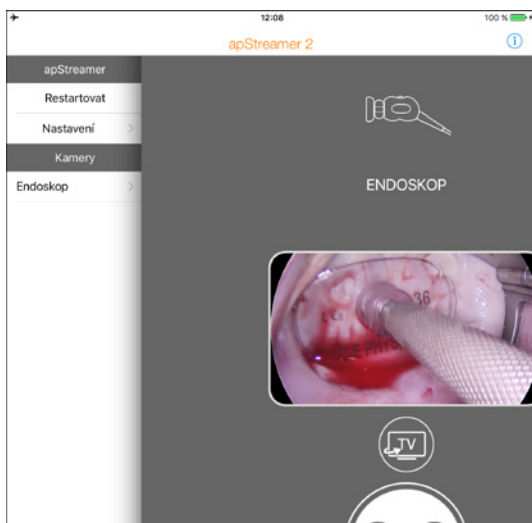 12:08
100 %
apStreamer 2
apStreamer
Restartovat
Nastavení
Kamery
Endoskop
ENDOSKOP
36
TV